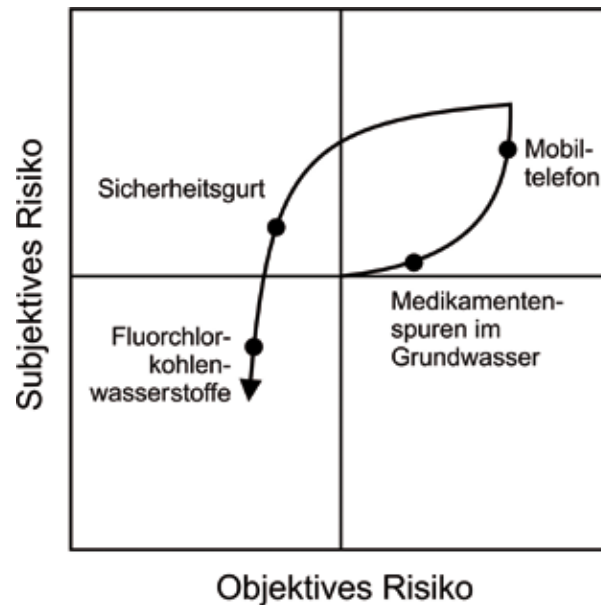 Subjektives Risiko
Sicherheitsgurt
Mobil-
telefon
Fluorchlor-
kohlen-
wasserstoffe
Medikamenten-
spuren im
Grundwasser
Objektives Risiko